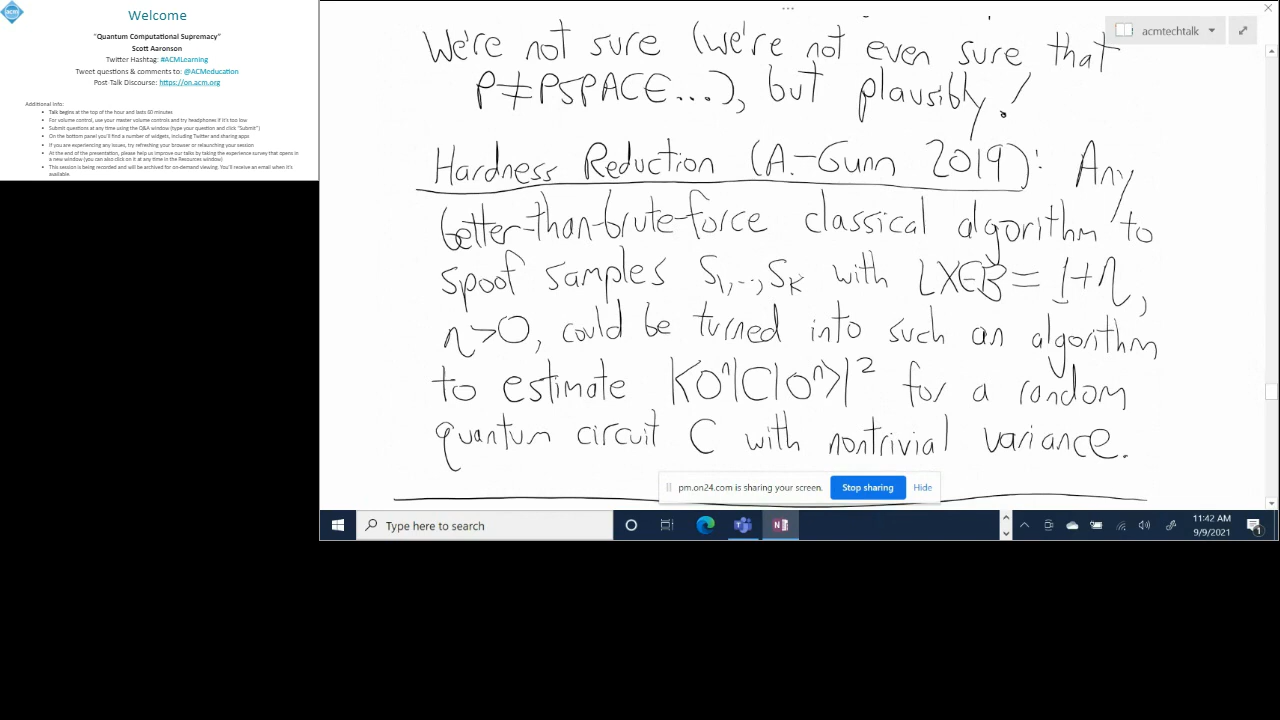 acm
Welcome
"Quantum Computational Supremacy"
Scott Aaronson
Twitter Hashtag: #ACMLearning
Tweet questions & comments to: @ACMeducation
Post-Talk Discourse: https://on.acm.org
Additional Info:
• Talk begins at the top of the hour and lasts 60 minutes
• For volume control, use your master volume controls and try headphones if it's too low
• Submit questions at any time using the Q&A window (type your question and click "Submit")
• On the bottom panel you'll find a number of widgets, including Twitter and sharing apps
• If you are experiencing any issues, try refreshing your browser or relaunching your session
• At the end of the presentation, please help us improve our talks by taking the experience survey that opens in
a new window (you can also click on it at any time in the Resources window)
• This session is being recorded and will be archived for on-demand viewing. You'll receive an email when it's
available.
acmtechtalk
We're not sure (we're not even sure that
P≠PSPACE...), but plausibly!
Hardness Reduction (A.-Gunn 2019): Any
better-than-brute-force classical algorithm to
spoof samples S₁,..,Sₖ with LXEB = 1+η,
η>0, could be turned into such an algorithm
to estimate |<0ⁿ|C|0ⁿ>|² for a random
quantum circuit C with nontrivial variance.
pm.on24.com is sharing your screen. Stop sharing Hide
Type here to search
11:42 AM
9/9/2021
1